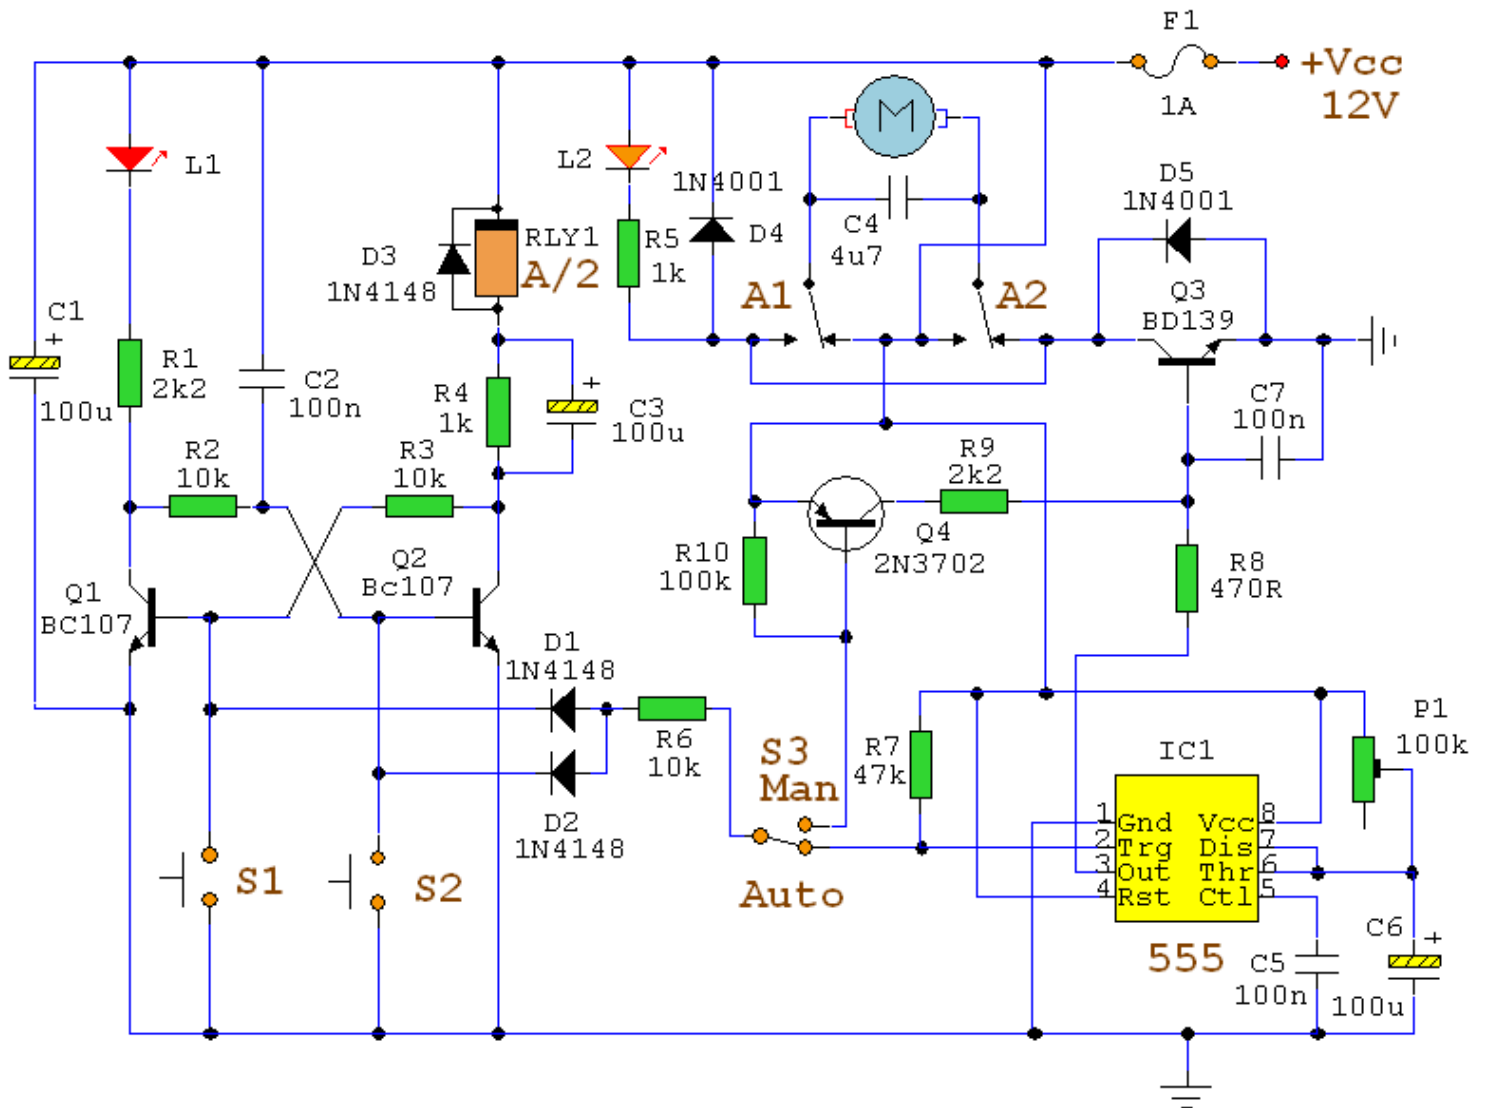 F1
+Vcc
12V
1A
L1
L2
1N4001
D4
D5
1N4001
D3
1N4148
RLY1
A/2
R5
1k
C4
4u7
A1
A2
Q3
BD139
C1
+
100u
R1
2k2
C2
100n
R4
1k
+
C3
100u
C7
100n
R2
10k
R3
10k
R9
2k2
Q1
BC107
Q2
Bc107
R10
100k
Q4
2N3702
R8
470R
D1
1N4148
R6
10k
D2
1N4148
S3
Man
Auto
R7
47k
IC1
P1
100k
1 Gnd Vcc 8
2 Trg Dis 7
3 Out Thr 6
4 Rst Ctl 5
555
S1
S2
C5
100n
C6
+
100u
M